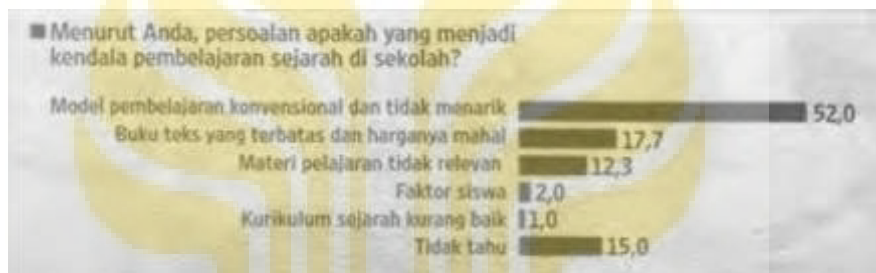 Menurut Anda, persoalan apakah yang menjadi
kendala pembelajaran sejarah di sekolah?
Model pembelajaran konvensional dan tidak menarik 52,0
Buku teks yang terbatas dan harganya mahal 17,7
Materi pelajaran tidak relevan 12,3
Faktor siswa 2,0
Kurikulum sejarah kurang baik 1,0
Tidak tahu 15,0